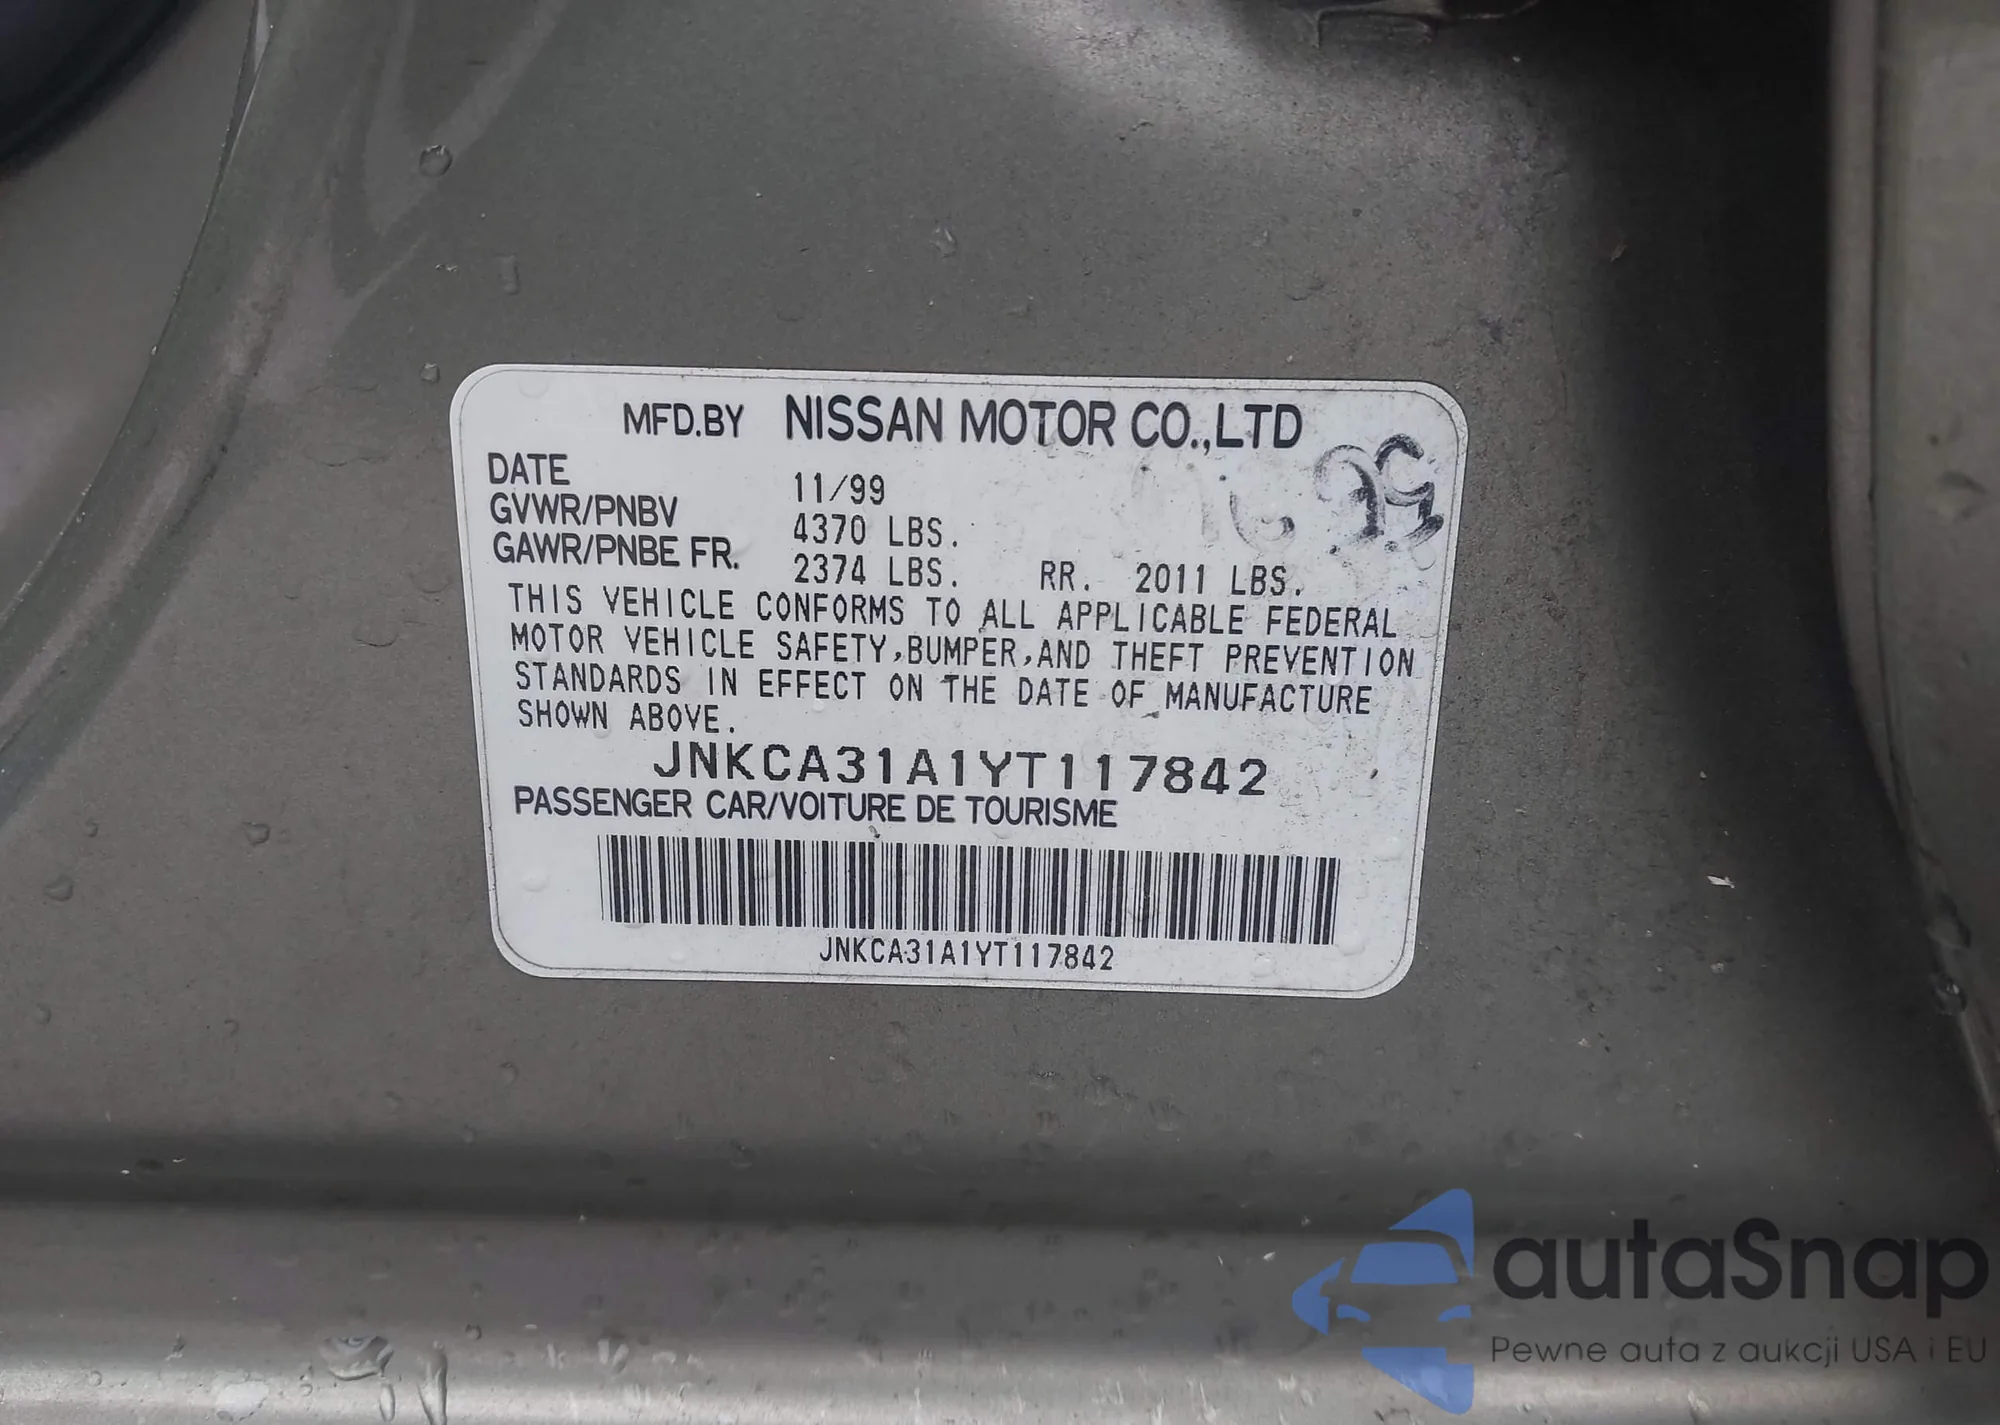 MFD.BY NISSAN MOTOR CO.,LTD
DATE 11/99
GVWR/PNBV 4370 LBS.
GAWR/PNBE FR. 2374 LBS. RR. 2011 LBS.
THIS VEHICLE CONFORMS TO ALL APPLICABLE FEDERAL
MOTOR VEHICLE SAFETY,BUMPER,AND THEFT PREVENTION
STANDARDS IN EFFECT ON THE DATE OF MANUFACTURE
SHOWN ABOVE.
JNKCA31A1YT117842
PASSENGER CAR/VOITURE DE TOURISME
JNKCA31A1YT117842
autaSnap
Pewne auta z aukcji USA i EU